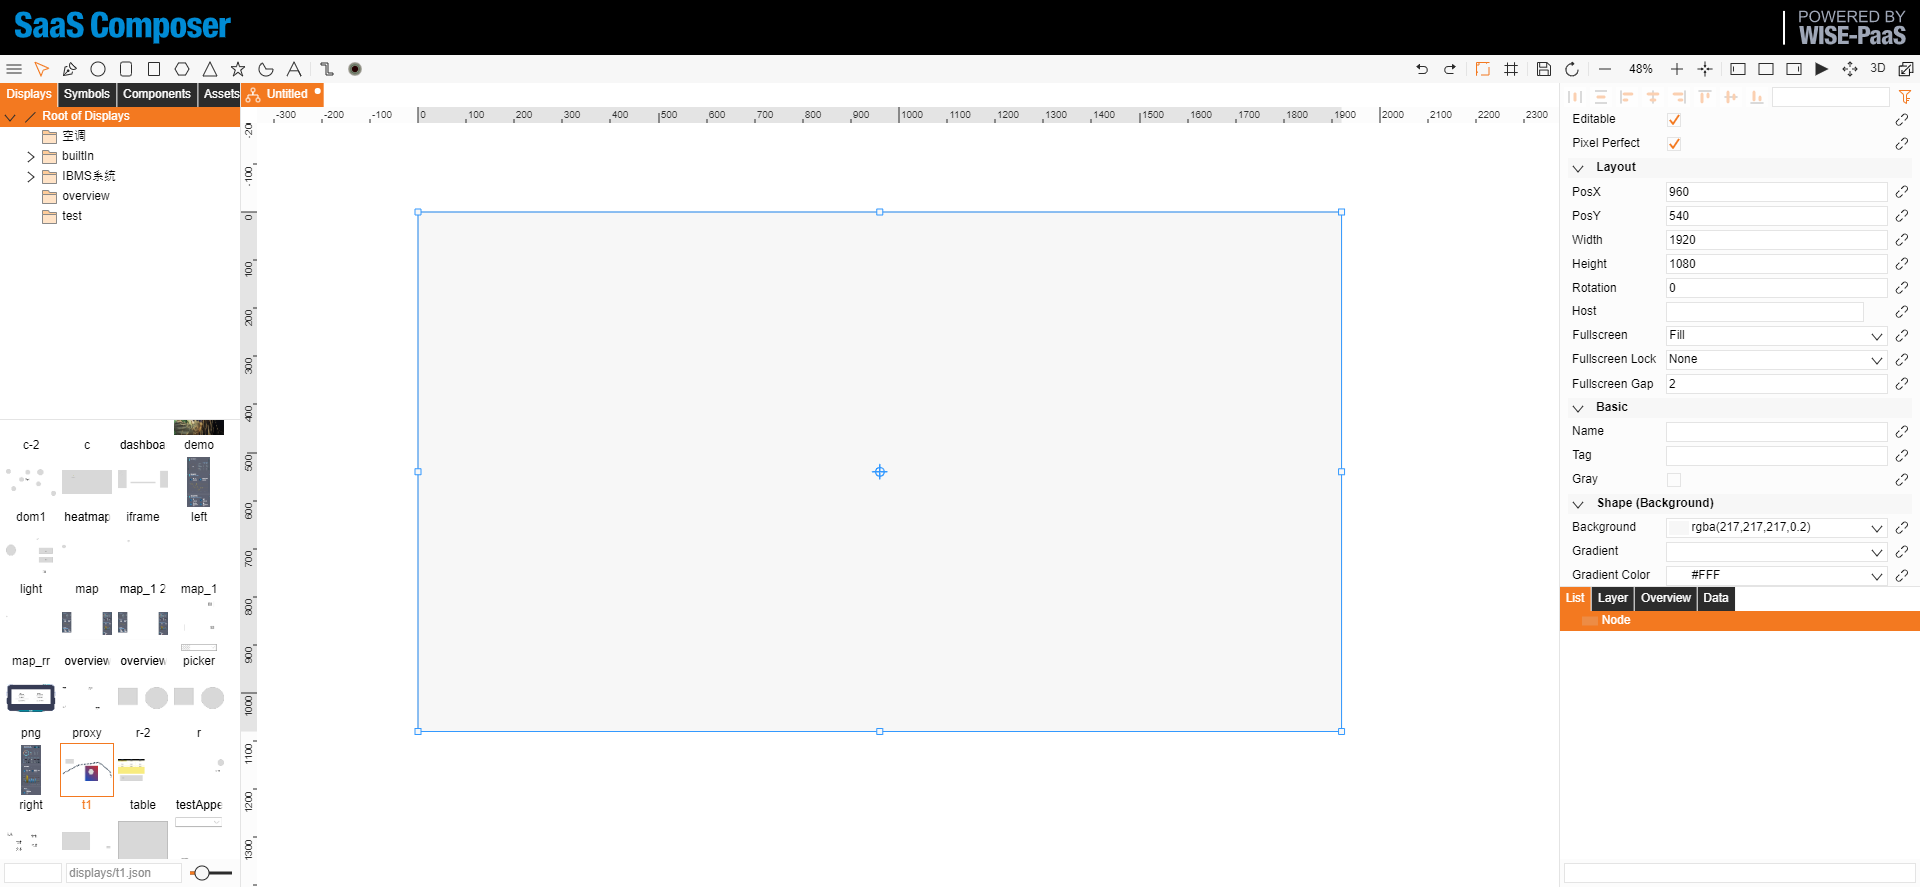 SaaS Composer
POWERED BY
WISE-PaaS
48%
3D
Displays Symbols Components Assets Untitled
Root of Displays
空调
builtIn
IBMS系统
overview
test
-300 -200 -100 0 100 200 300 400 500 600 700 800 900 1000 1100 1200 1300 1400 1500 1600 1700 1800 1900 2000 2100 2200 2300
-200
-100
0
100
200
300
400
500
600
700
800
900
1000
1100
1200
1300
c-2 c dashboa demo
dom1 heatmap iframe left
light map map_1 2 map_1
map_rr overview overview picker
png proxy r-2 r
right t1 table testAppe
displays/t1.json
Editable
Pixel Perfect
Layout
PosX 960
PosY 540
Width 1920
Height 1080
Rotation 0
Host
Fullscreen Fill
Fullscreen Lock None
Fullscreen Gap 2
Basic
Name
Tag
Gray
Shape (Background)
Background rgba(217,217,217,0.2)
Gradient
Gradient Color #FFF
List Layer Overview Data
Node